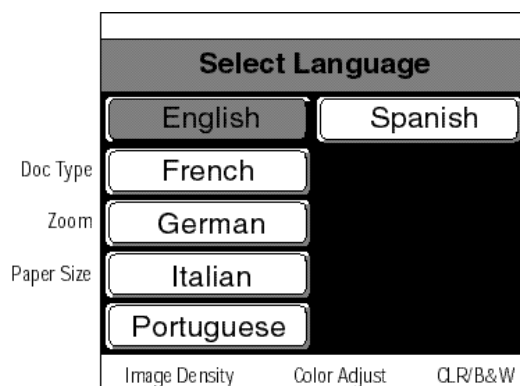 Select Language
English Spanish
Doc Type French
Zoom German
Paper Size Italian
Portuguese
Image Density Color Adjust CLR/B&W